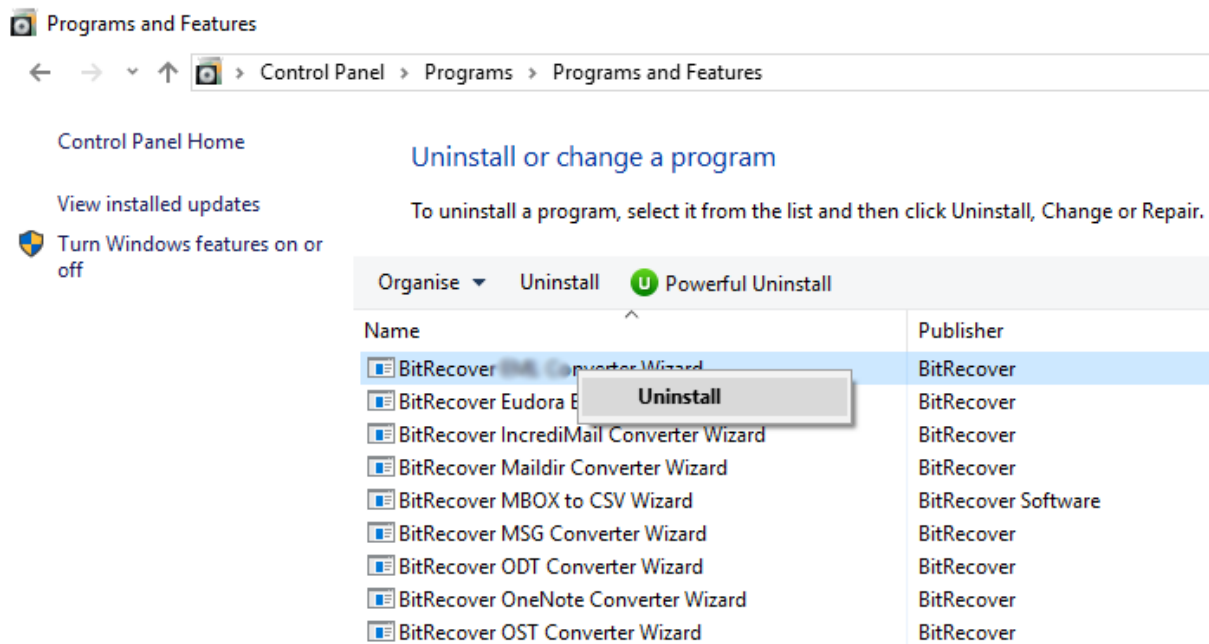 Programs and Features
Control Panel > Programs > Programs and Features
Control Panel Home
Uninstall or change a program
View installed updates
To uninstall a program, select it from the list and then click Uninstall, Change or Repair.
Turn Windows features on or
off
Organise Uninstall U Powerful Uninstall
Name Publisher
BitRecover Converter Wizard BitRecover
Uninstall
BitRecover Eudora BitRecover
BitRecover IncrediMail Converter Wizard BitRecover
BitRecover Maildir Converter Wizard BitRecover
BitRecover MBOX to CSV Wizard BitRecover Software
BitRecover MSG Converter Wizard BitRecover
BitRecover ODT Converter Wizard BitRecover
BitRecover OneNote Converter Wizard BitRecover
BitRecover OST Converter Wizard BitRecover